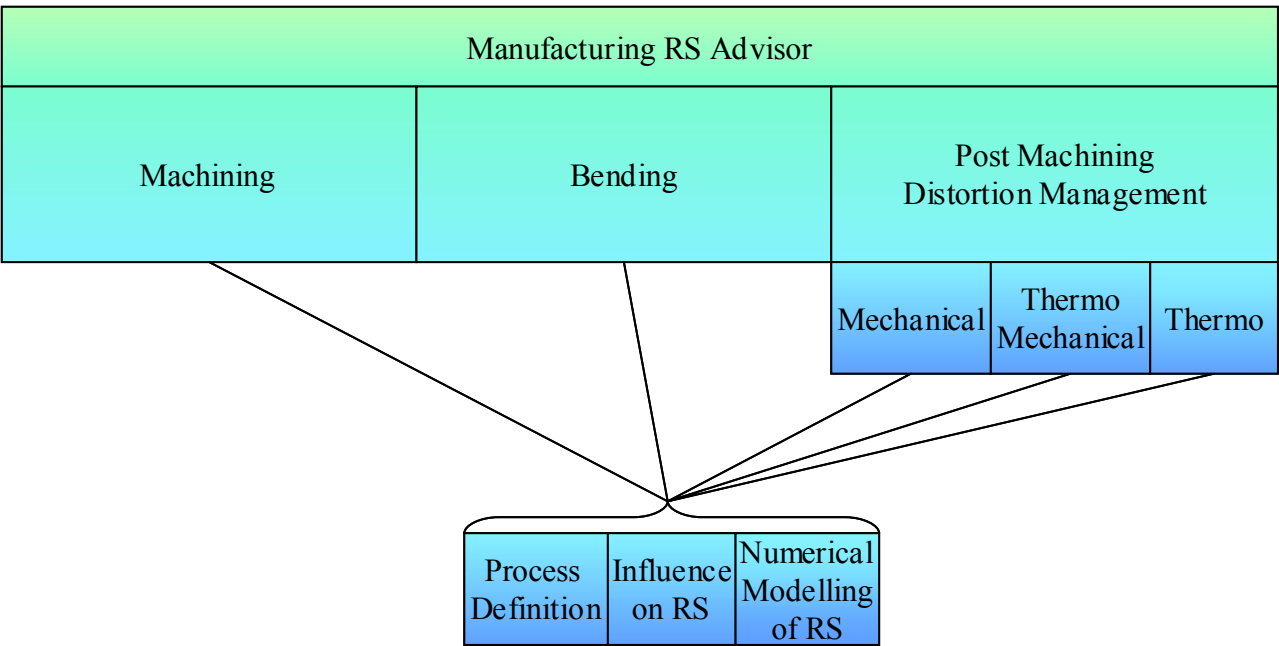 Manufacturing RS Advisor
Machining
Bending
Post Machining
Distortion Management
Mechanical
Thermo
Mechanical
Thermo
Process
Definition
Influence
on RS
Numerical
Modelling
of RS